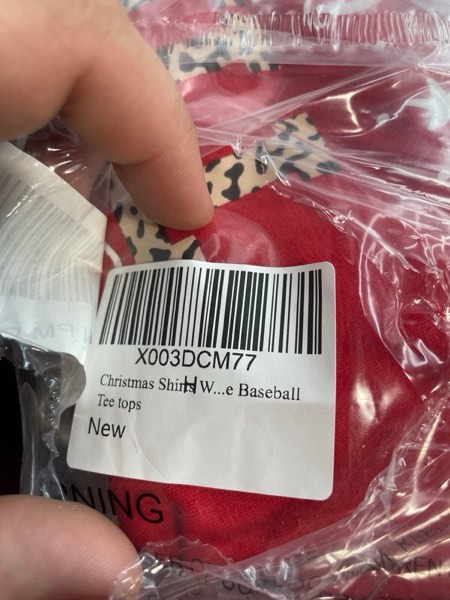 X003DCM77
Christmas Shirts W...e Baseball
Tee tops
New
NING